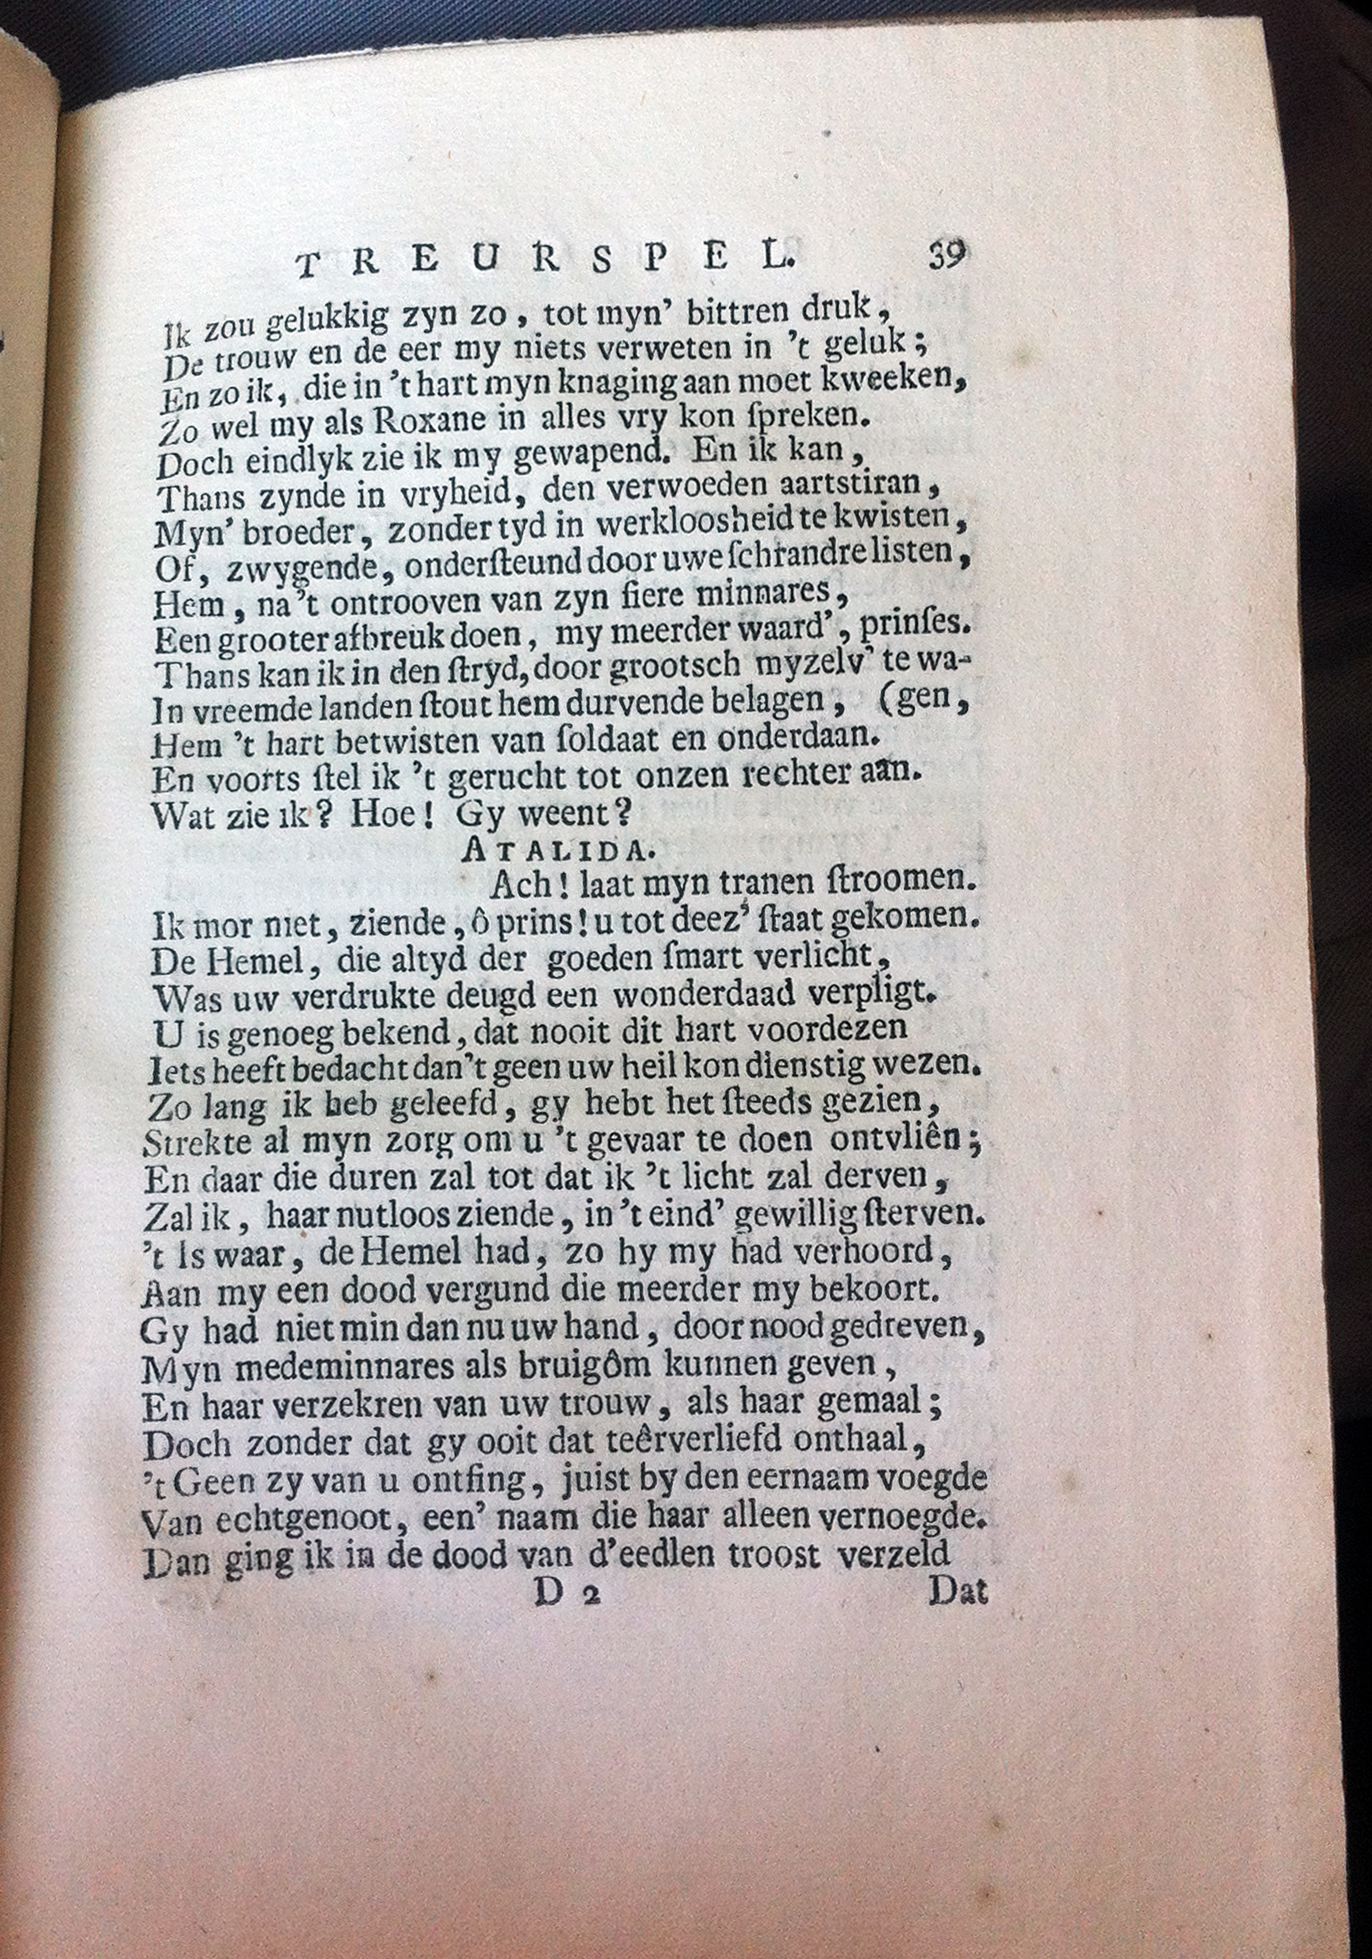 TREURSPEL. 39
Ik zou gelukkig zyn zo, tot myn' bittren druk,
De trouw en de eer my niets verweten in 't geluk;
En zo ik, die in 't hart myn knaging aan moet kweeken,
Zo wel my als Roxane in alles vry kon ſpreken.
Doch eindlyk zie ik my gewapend. En ik kan,
Thans zynde in vryheid, den verwoeden aartstiran,
Myn' broeder, zonder tyd in werkloosheid te kwisten,
Of, zwygende, onderſteund door uwe ſchrandre listen,
Hem, na 't ontrooven van zyn fiere minnares,
Een grooter afbreuk doen, my meerder waard', prinſes.
Thans kan ik in den ſtryd, door grootsch myzelv' te wa-
In vreemde landen ſtout hem durvende belagen, (gen,
Hem 't hart betwisten van ſoldaat en onderdaan.
En voorts ſtel ik 't gerucht tot onzen rechter aan.
Wat zie ik? Hoe! Gy weent?
ATALIDA.
Ach! laat myn tranen ſtroomen.
Ik mor niet, ziende, ô prins! u tot deez' ſtaat gekomen.
De Hemel, die altyd der goeden ſmart verlicht,
Was uw verdrukte deugd een wonderdaad verpligt.
U is genoeg bekend, dat nooit dit hart voordezen
Iets heeft bedacht dan 't geen uw heil kon dienstig wezen.
Zo lang ik heb geleefd, gy hebt het ſteeds gezien,
Strekte al myn zorg om u 't gevaar te doen ontvliên;
En daar die duren zal tot dat ik 't licht zal derven,
Zal ik, haar nutloos ziende, in 't eind' gewillig ſterven.
't Is waar, de Hemel had, zo hy my had verhoord,
Aan my een dood vergund die meerder my bekoort.
Gy had niet min dan nu uw hand, door nood gedreven,
Myn medeminnares als bruigôm kunnen geven,
En haar verzekren van uw trouw, als haar gemaal;
Doch zonder dat gy ooit dat teêrverliefd onthaal,
't Geen zy van u ontfing, juist by den eernaam voegde
Van echtgenoot, een' naam die haar alleen vernoegde.
Dan ging ik in de dood van d'eedlen troost verzeld
D 2 Dat